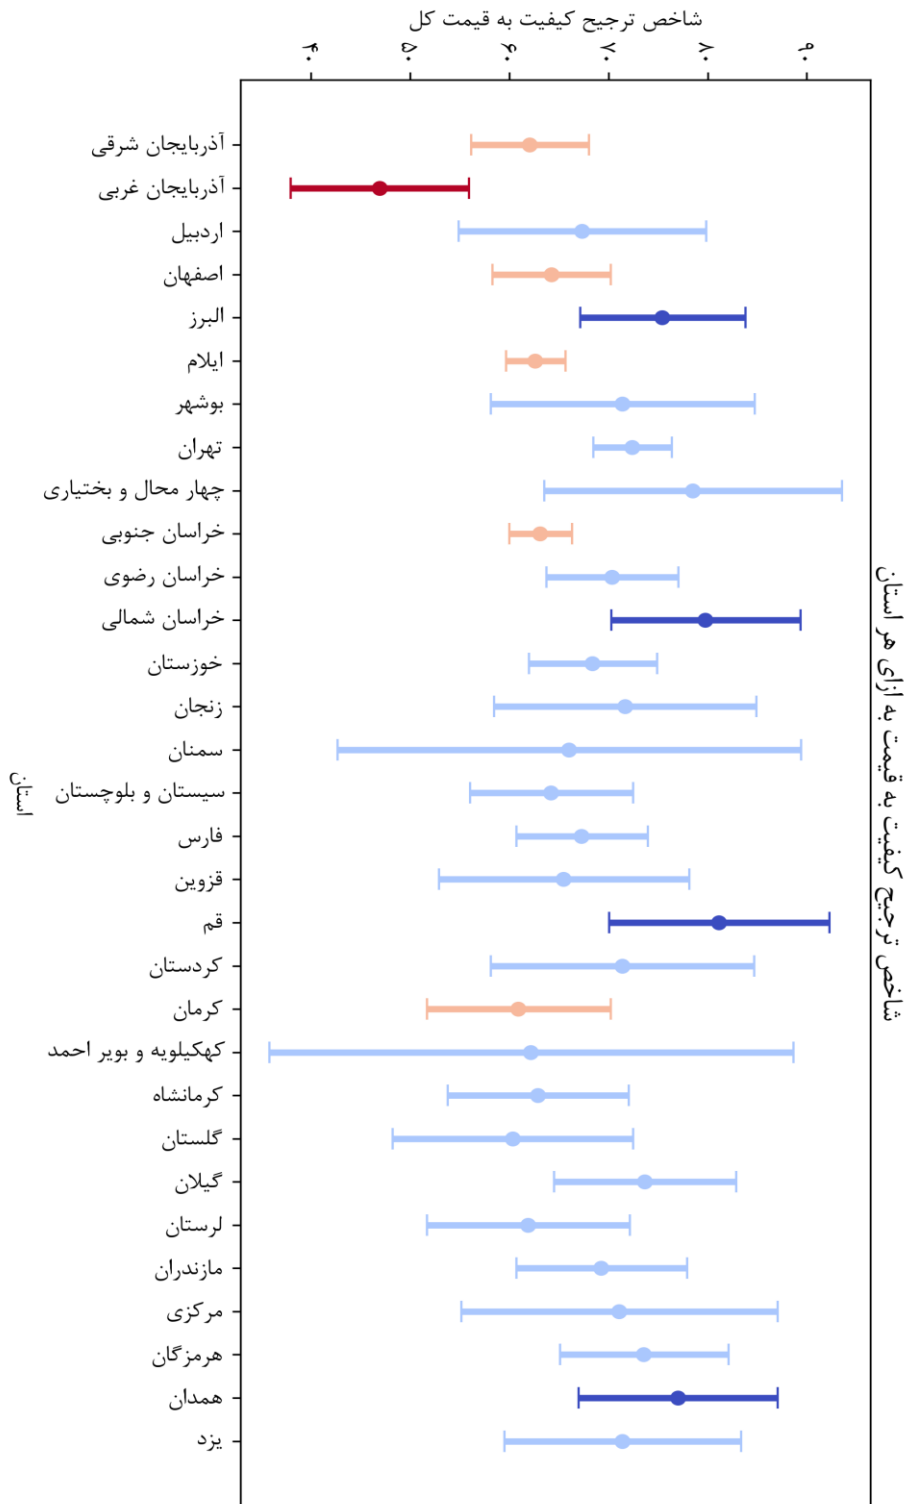 شاخص ترجیح کیفیت به قیمت کل
۴۰
۵۰
۶۰
۷۰
۸۰
۹۰
آذربایجان شرقی
آذربایجان غربی
اردبیل
اصفهان
البرز
ایلام
بوشهر
تهران
چهار محال و بختیاری
خراسان جنوبی
خراسان رضوی
خراسان شمالی
خوزستان
زنجان
سمنان
سیستان و بلوچستان
فارس
قزوین
قم
کردستان
کرمان
کهکیلویه و بویر احمد
کرمانشاه
گلستان
گیلان
لرستان
مازندران
مرکزی
هرمزگان
همدان
یزد
استان
شاخص ترجیح کیفیت به قیمت به ازای هر استان